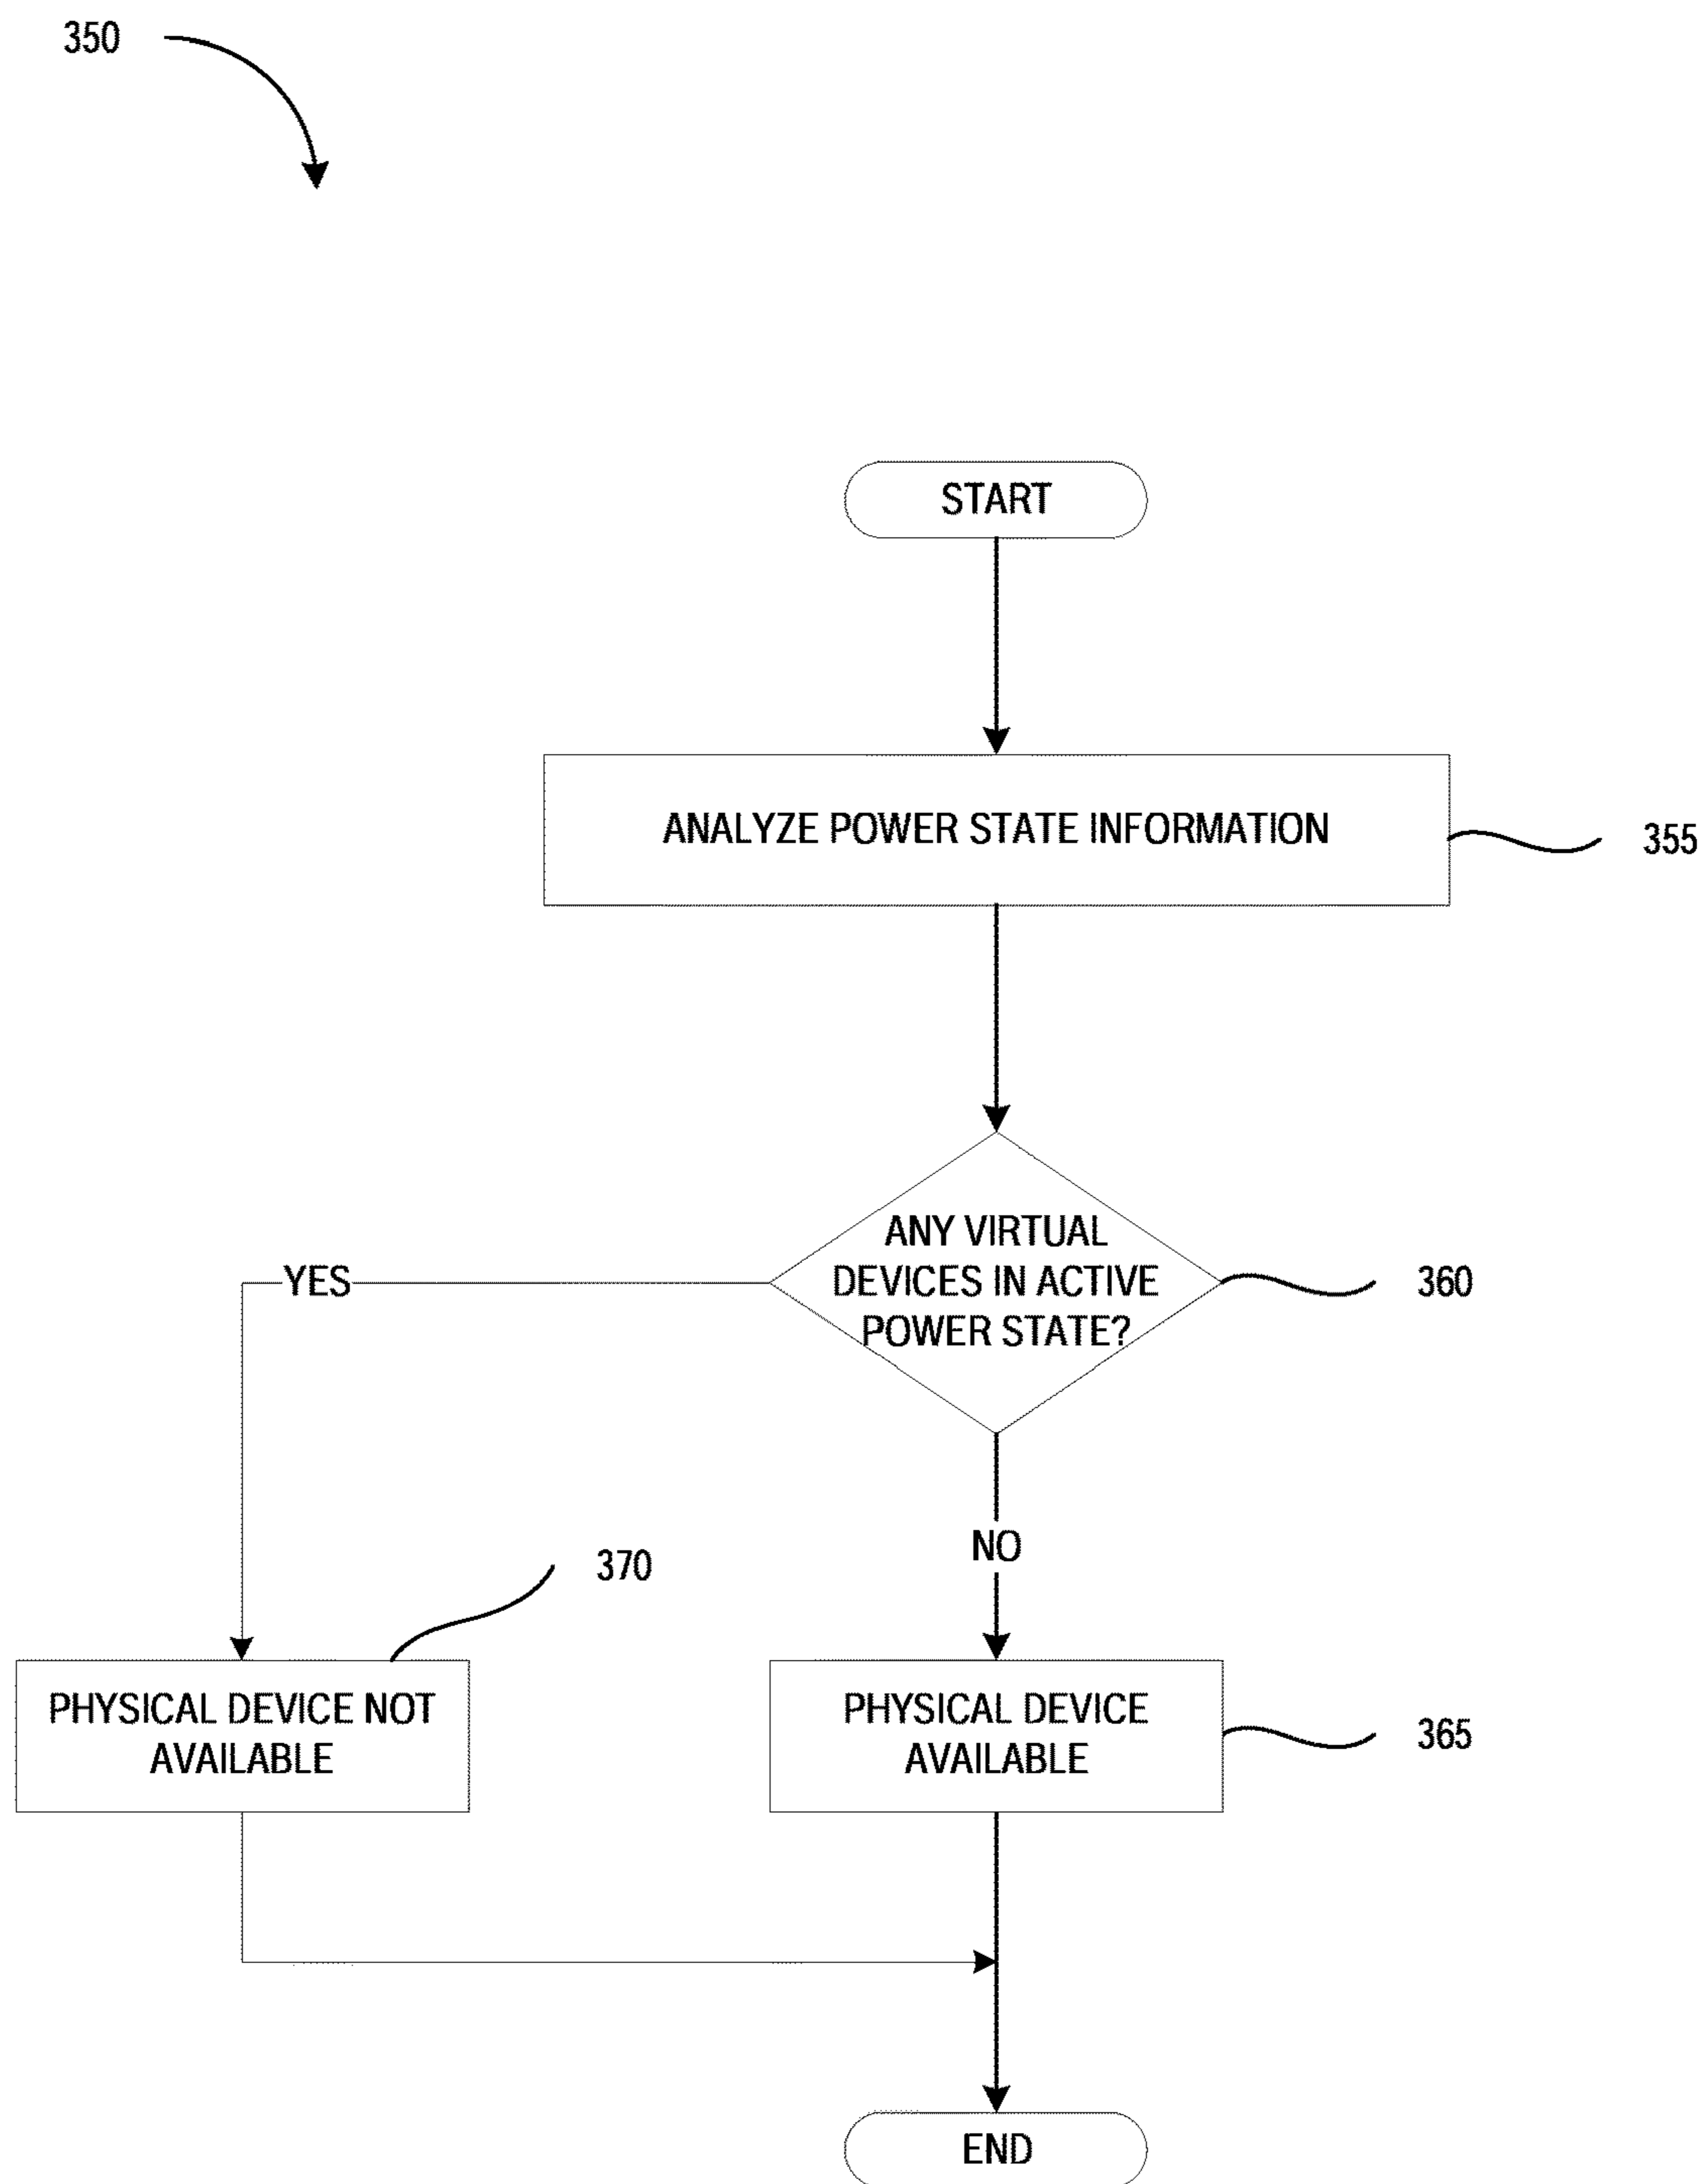 350
START
ANALYZE POWER STATE INFORMATION
355
ANY VIRTUAL
DEVICES IN ACTIVE
POWER STATE?
360
YES
NO
370
PHYSICAL DEVICE NOT
AVAILABLE
PHYSICAL DEVICE
AVAILABLE
365
END